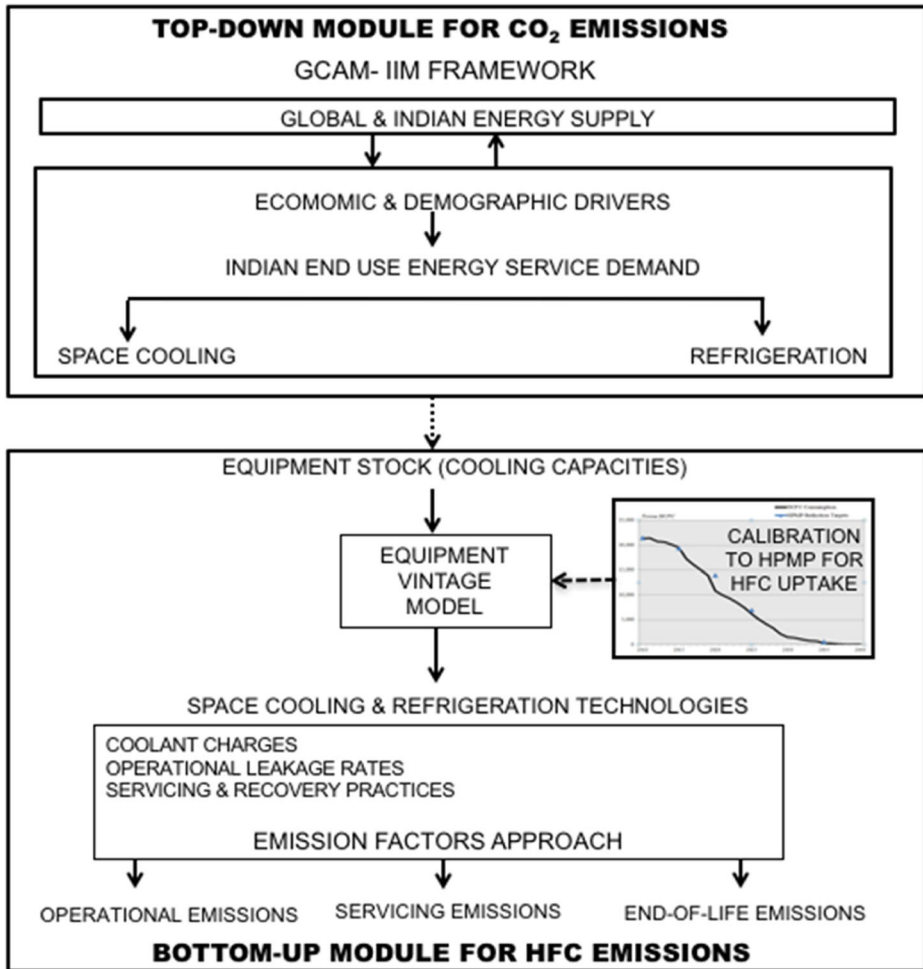 TOP-DOWN MODULE FOR CO₂ EMISSIONS
GCAM- IIM FRAMEWORK
GLOBAL & INDIAN ENERGY SUPPLY
ECOMOMIC & DEMOGRAPHIC DRIVERS
INDIAN END USE ENERGY SERVICE DEMAND
SPACE COOLING
REFRIGERATION
EQUIPMENT STOCK (COOLING CAPACITIES)
EQUIPMENT
VINTAGE
MODEL
CALIBRATION
TO HPMP FOR
HFC UPTAKE
SPACE COOLING & REFRIGERATION TECHNOLOGIES
COOLANT CHARGES
OPERATIONAL LEAKAGE RATES
SERVICING & RECOVERY PRACTICES
EMISSION FACTORS APPROACH
OPERATIONAL EMISSIONS
SERVICING EMISSIONS
END-OF-LIFE EMISSIONS
BOTTOM-UP MODULE FOR HFC EMISSIONS